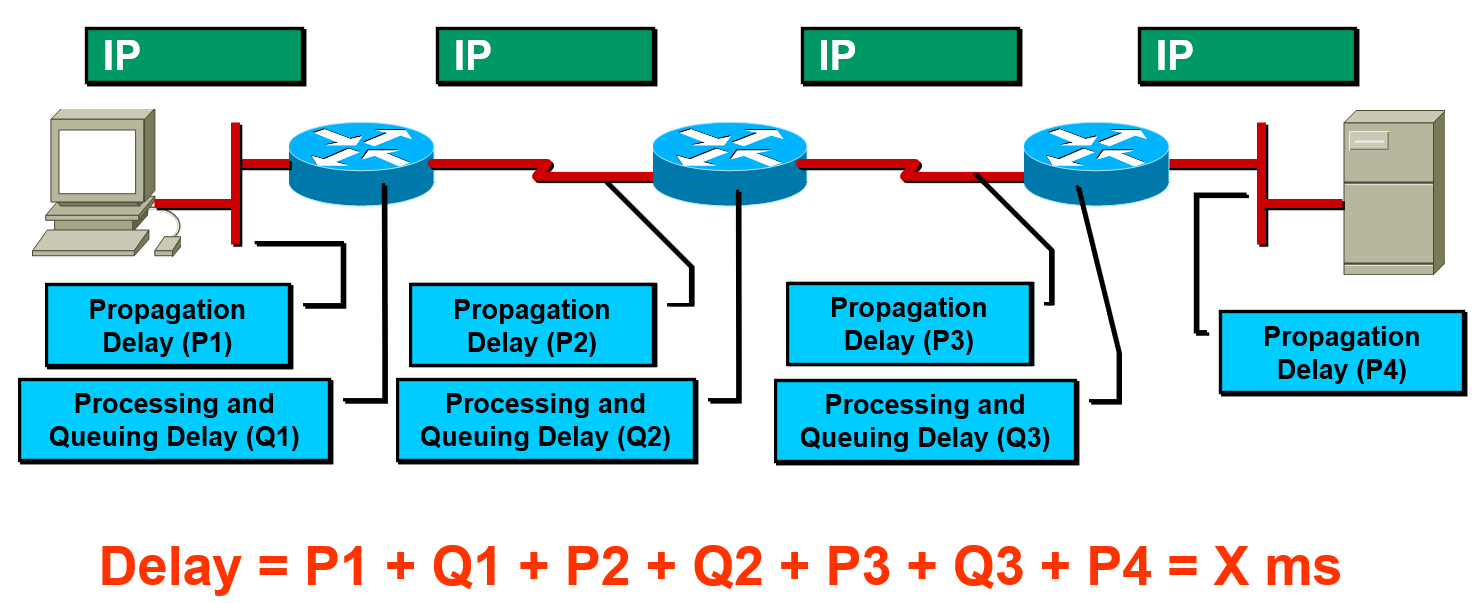 IP
IP
IP
IP
Propagation
Delay (P1)
Processing and
Queuing Delay (Q1)
Propagation
Delay (P2)
Processing and
Queuing Delay (Q2)
Propagation
Delay (P3)
Processing and
Queuing Delay (Q3)
Propagation
Delay (P4)
Delay = P1 + Q1 + P2 + Q2 + P3 + Q3 + P4 = X ms